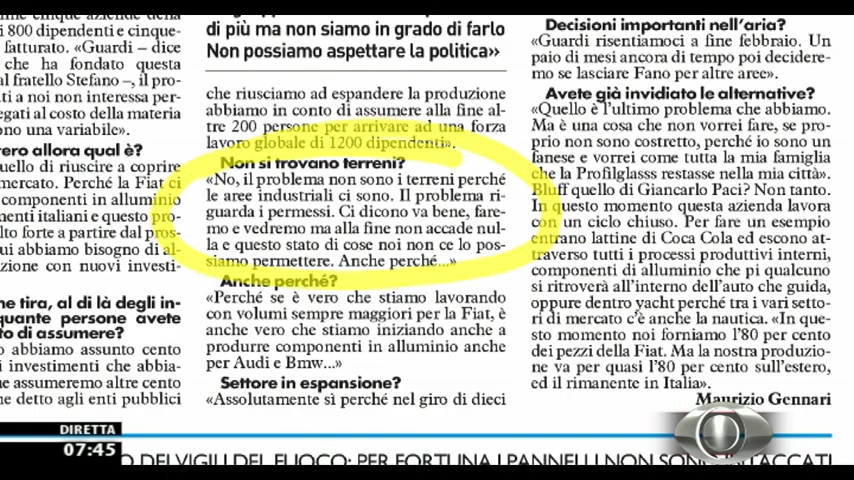 i 800 dipendenti e cinque-
fatturato. «Guardi – dice
che ha fondato questa
al fratello Stefano –, il pro-
ti a noi non interessa per-
egati al costo della materia
ono una variabile».
ero allora qual è?
uello di riuscire a coprire
mercato. Perché la Fiat ci
componenti in alluminio
menti italiani e questo pro-
lto forte a partire dal pros-
ui abbiamo bisogno di al-
zione con nuovi investi-
ne tira, al di là degli in-
quante persone avete
to di assumere?
o abbiamo assunto cento
i investimenti che abbia-
e assumeremo altre cento
ne detto agli enti pubblici
di più ma non siamo in grado di farlo
Non possiamo aspettare la politica»
che riusciamo ad espandere la produzione
abbiamo in conto di assumere alla fine al-
tre 200 persone per arrivare ad una forza
lavoro globale di 1200 dipendenti».
Non si trovano terreni?
«No, il problema non sono i terreni perché
le aree industriali ci sono. Il problema ri-
guarda i permessi. Ci dicono va bene, fare-
mo e vedremo ma alla fine non accade nul-
la e questo stato di cose noi non ce lo pos-
siamo permettere. Anche perché...»
Anche perché?
«Perché se è vero che stiamo lavorando
con volumi sempre maggiori per la Fiat, è
anche vero che stiamo iniziando anche a
produrre componenti in alluminio anche
per Audi e Bmw...»
Settore in espansione?
«Assolutamente sì perché nel giro di dieci
Decisioni importanti nell'aria?
«Guardi risentiamoci a fine febbraio. Un
paio di mesi ancora di tempo poi decidere-
mo se lasciare Fano per altre aree».
Avete già invidiato le alternative?
«Quello è l'ultimo problema che abbiamo.
Ma è una cosa che non vorrei fare, se pro-
prio non sono costretto, perché io sono un
fanese e vorrei come tutta la mia famiglia
che la Profilglasss restasse nella mia città».
Bluff quello di Giancarlo Paci? Non tanto.
In questo momento questa azienda lavora
con un ciclo chiuso. Per fare un esempio
entrano lattine di Coca Cola ed escono at-
traverso tutti i processi produttivi interni,
componenti di alluminio che pi qualcuno
si ritroverà all'interno dell'auto che guida,
oppure dentro yacht perché tra i vari setto-
ri di mercato c'è anche la nautica. «In que-
sto momento noi forniamo l'80 per cento
dei pezzi della Fiat. Ma la nostra produzio-
ne va per quasi l'80 per cento sull'estero,
ed il rimanente in Italia».
Maurizio Gennari
DIRETTA
07:45
O DEI VIGILI DEL FUOCO: PER FORTUNA I PANNELLI NON SONO